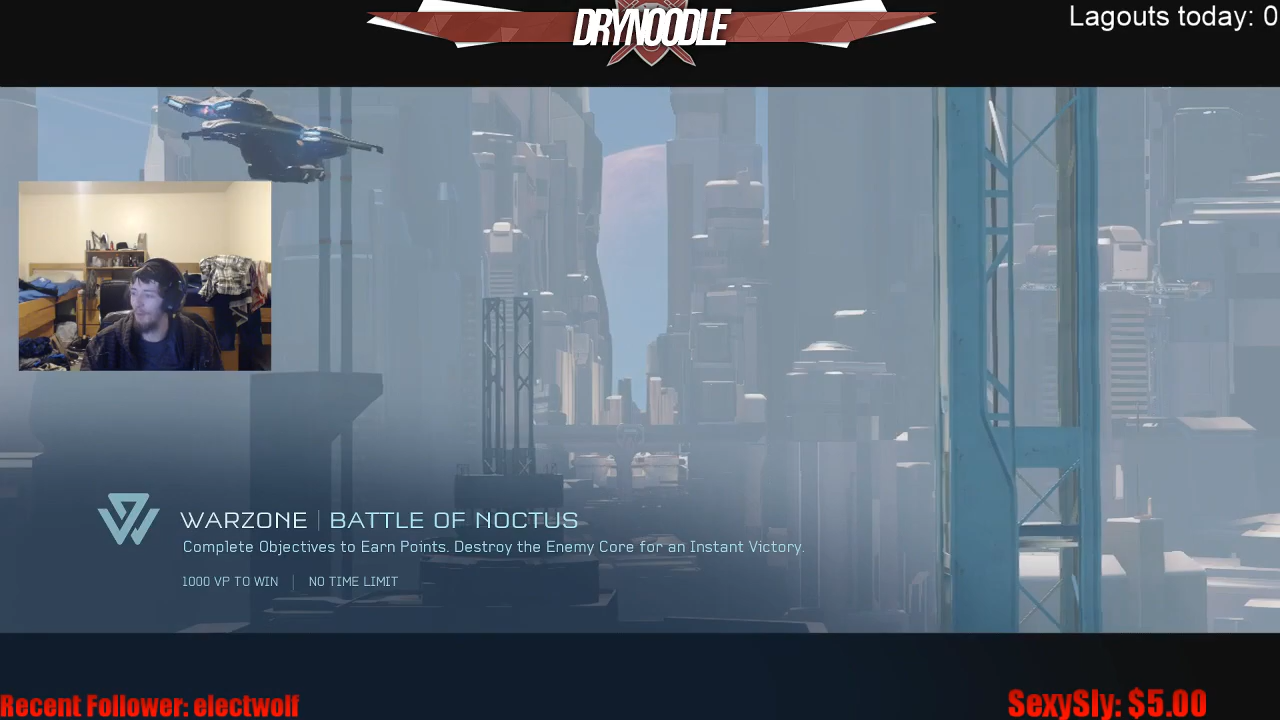 DRYNOODLE
Lagouts today: 0
WARZONE | BATTLE OF NOCTUS
Complete Objectives to Earn Points. Destroy the Enemy Core for an Instant Victory.
1000 VP TO WIN | NO TIME LIMIT
Recent Follower: electwolf
SexySly: $5.00